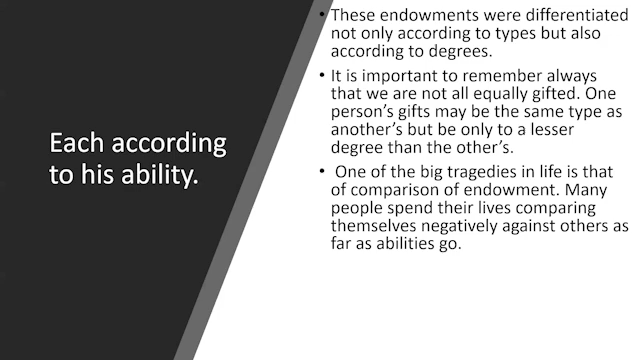 Each according
to his ability.
• These endowments were differentiated
not only according to types but also
according to degrees.
• It is important to remember always
that we are not all equally gifted. One
person's gifts may be the same type as
another's but be only to a lesser
degree than the other's.
• One of the big tragedies in life is that
of comparison of endowment. Many
people spend their lives comparing
themselves negatively against others as
far as abilities go.